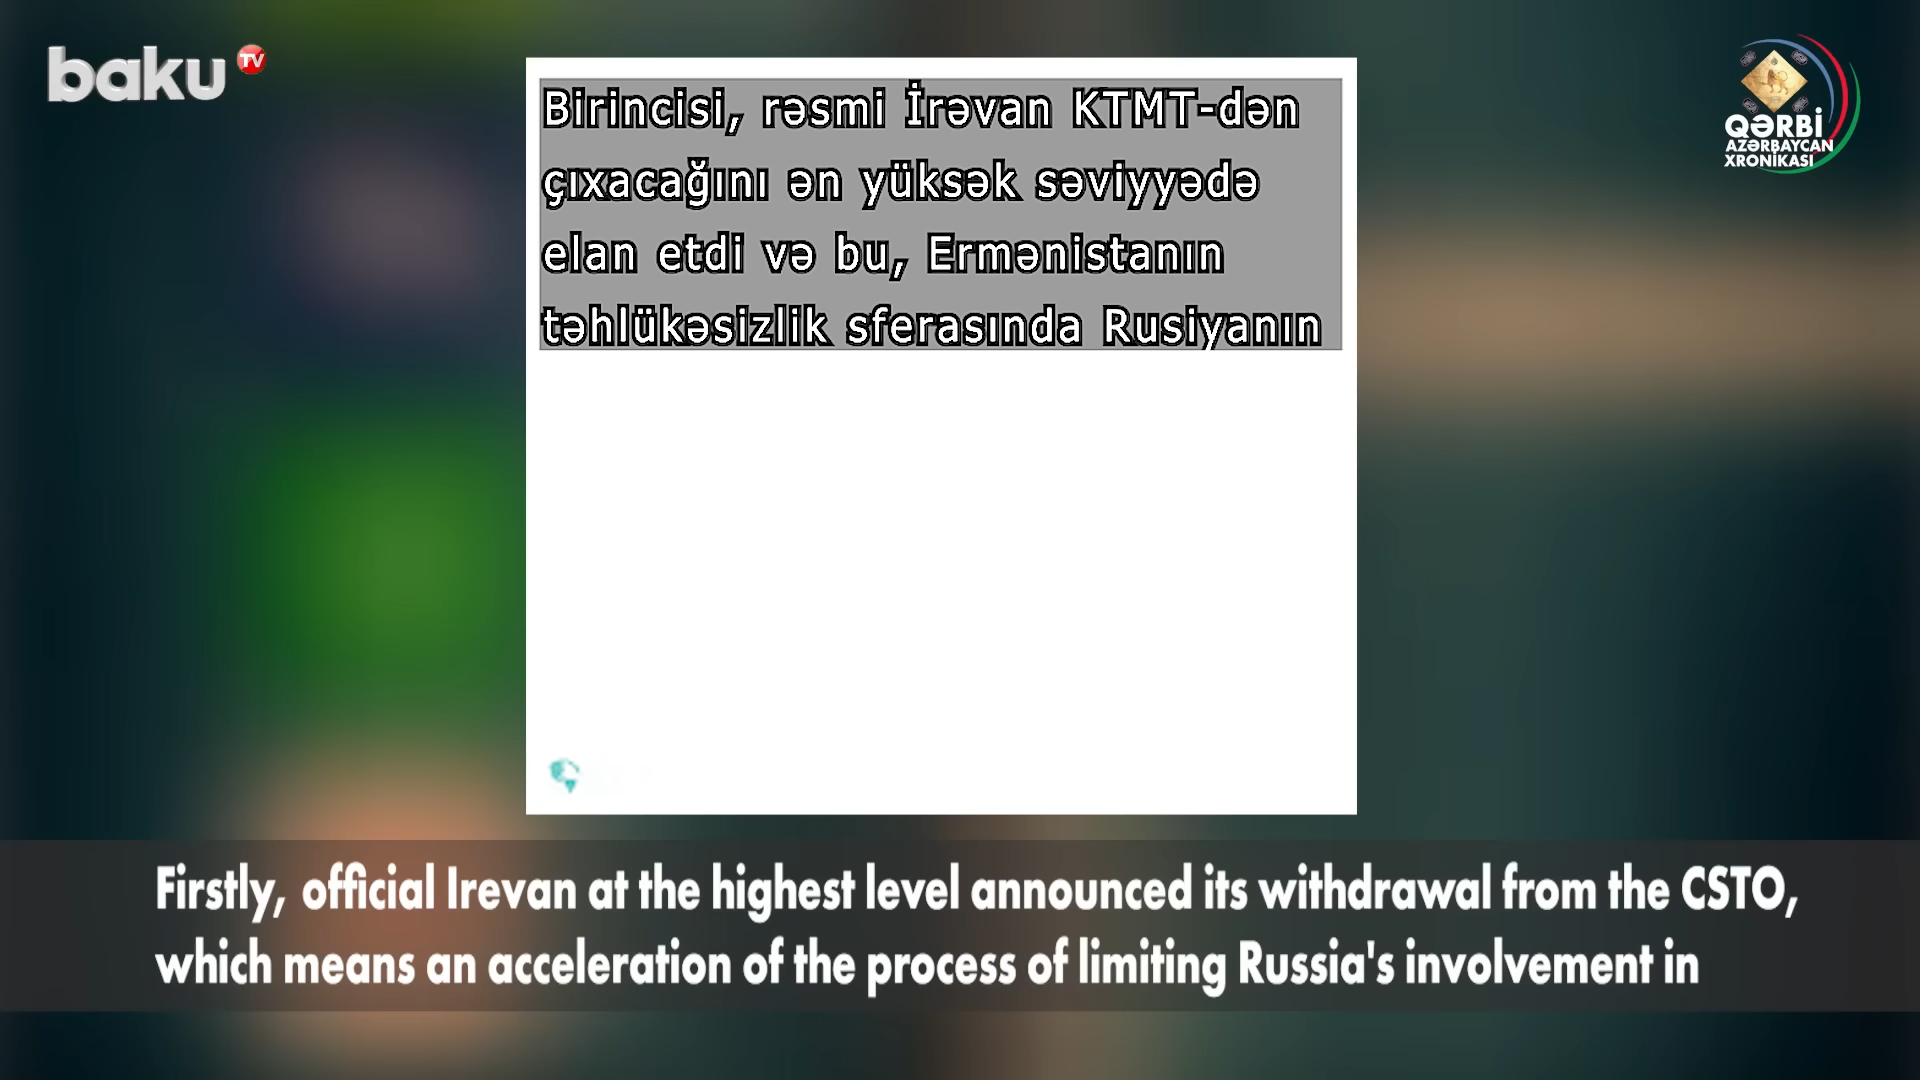 baku TV
QƏRBİ
AZƏRBAYCAN
XRONİKASI
Birincisi, rəsmi İrəvan KTMT-dən
çıxacağını ən yüksək səviyyədə
elan etdi və bu, Ermənistanın
təhlükəsizlik sferasında Rusiyanın
Firstly, official Irevan at the highest level announced its withdrawal from the CSTO,
which means an acceleration of the process of limiting Russia's involvement in